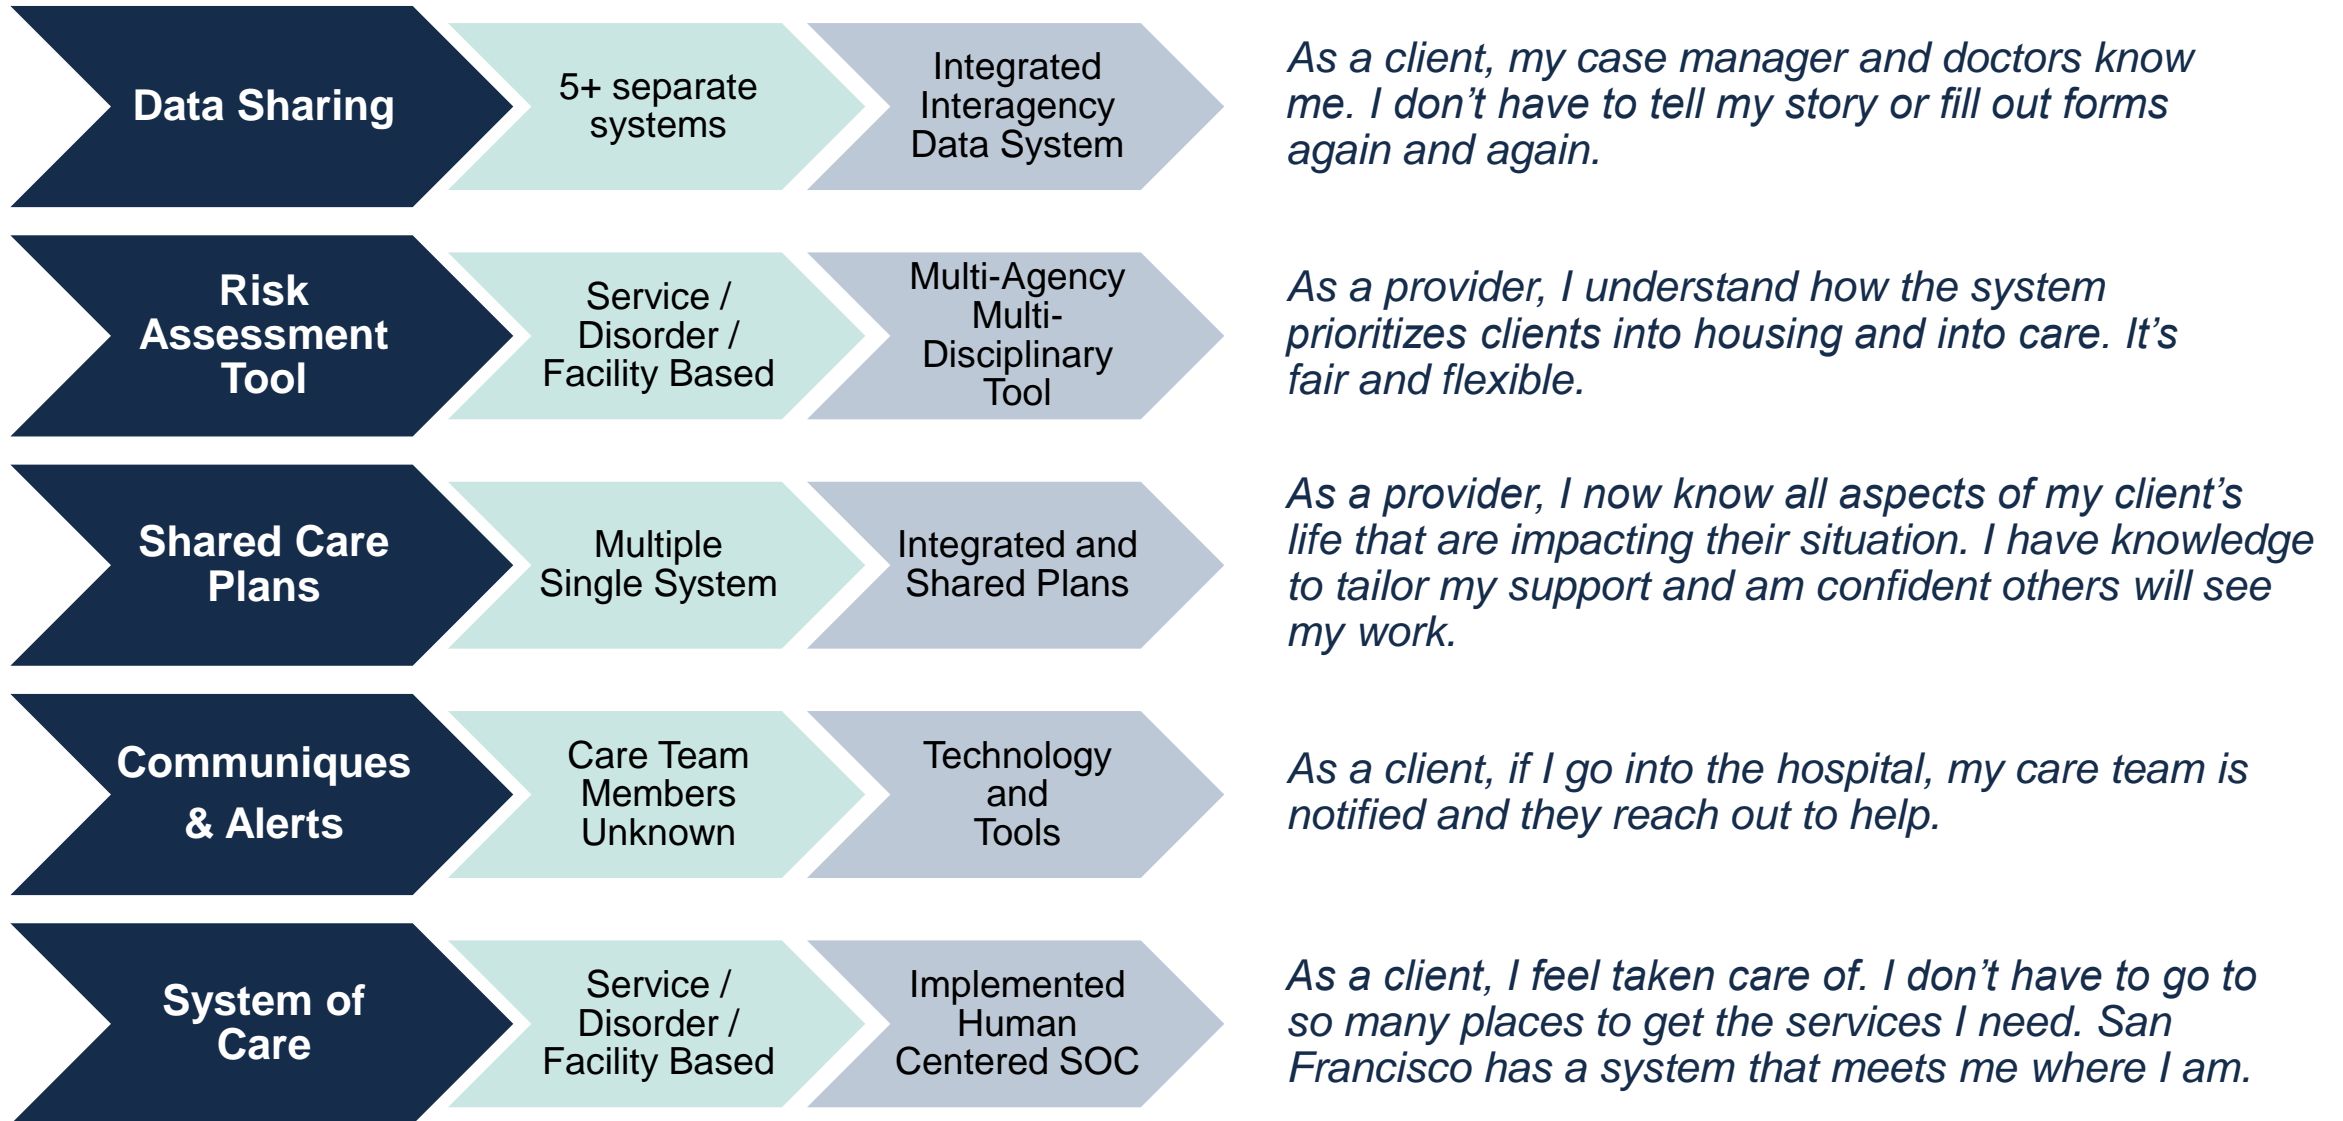 Data Sharing
5+ separate
systems
Integrated
Interagency
Data System
As a client, my case manager and doctors know
me. I don’t have to tell my story or fill out forms
again and again.
Risk
Assessment
Tool
Service /
Disorder /
Facility Based
Multi-Agency
Multi-
Disciplinary
Tool
As a provider, I understand how the system
prioritizes clients into housing and into care. It’s
fair and flexible.
Shared Care
Plans
Multiple
Single System
Integrated and
Shared Plans
As a provider, I now know all aspects of my client’s
life that are impacting their situation. I have knowledge
to tailor my support and am confident others will see
my work.
Communiques
& Alerts
Care Team
Members
Unknown
Technology
and
Tools
As a client, if I go into the hospital, my care team is
notified and they reach out to help.
System of
Care
Service /
Disorder /
Facility Based
Implemented
Human
Centered SOC
As a client, I feel taken care of. I don’t have to go to
so many places to get the services I need. San
Francisco has a system that meets me where I am.